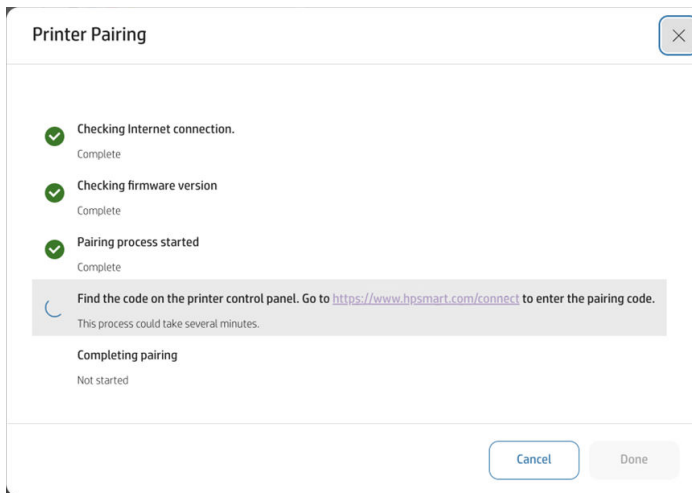 Printer Pairing
Checking Internet connection.
Complete
Checking firmware version
Complete
Pairing process started
Complete
Find the code on the printer control panel. Go to https://www.hpsmart.com/connect to enter the pairing code.
This process could take several minutes.
Completing pairing
Not started
Cancel Done